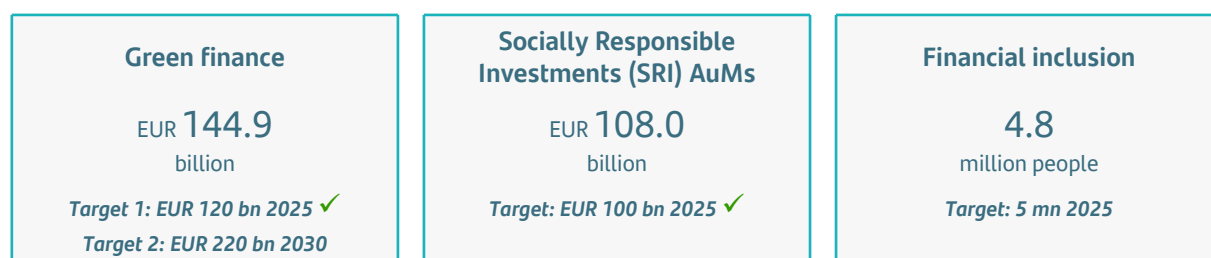 Green finance
EUR 144.9
billion
Target 1: EUR 120 bn 2025 ✓
Target 2: EUR 220 bn 2030
Socially Responsible
Investments (SRI) AuMs
EUR 108.0
billion
Target: EUR 100 bn 2025 ✓
Financial inclusion
4.8
million people
Target: 5 mn 2025